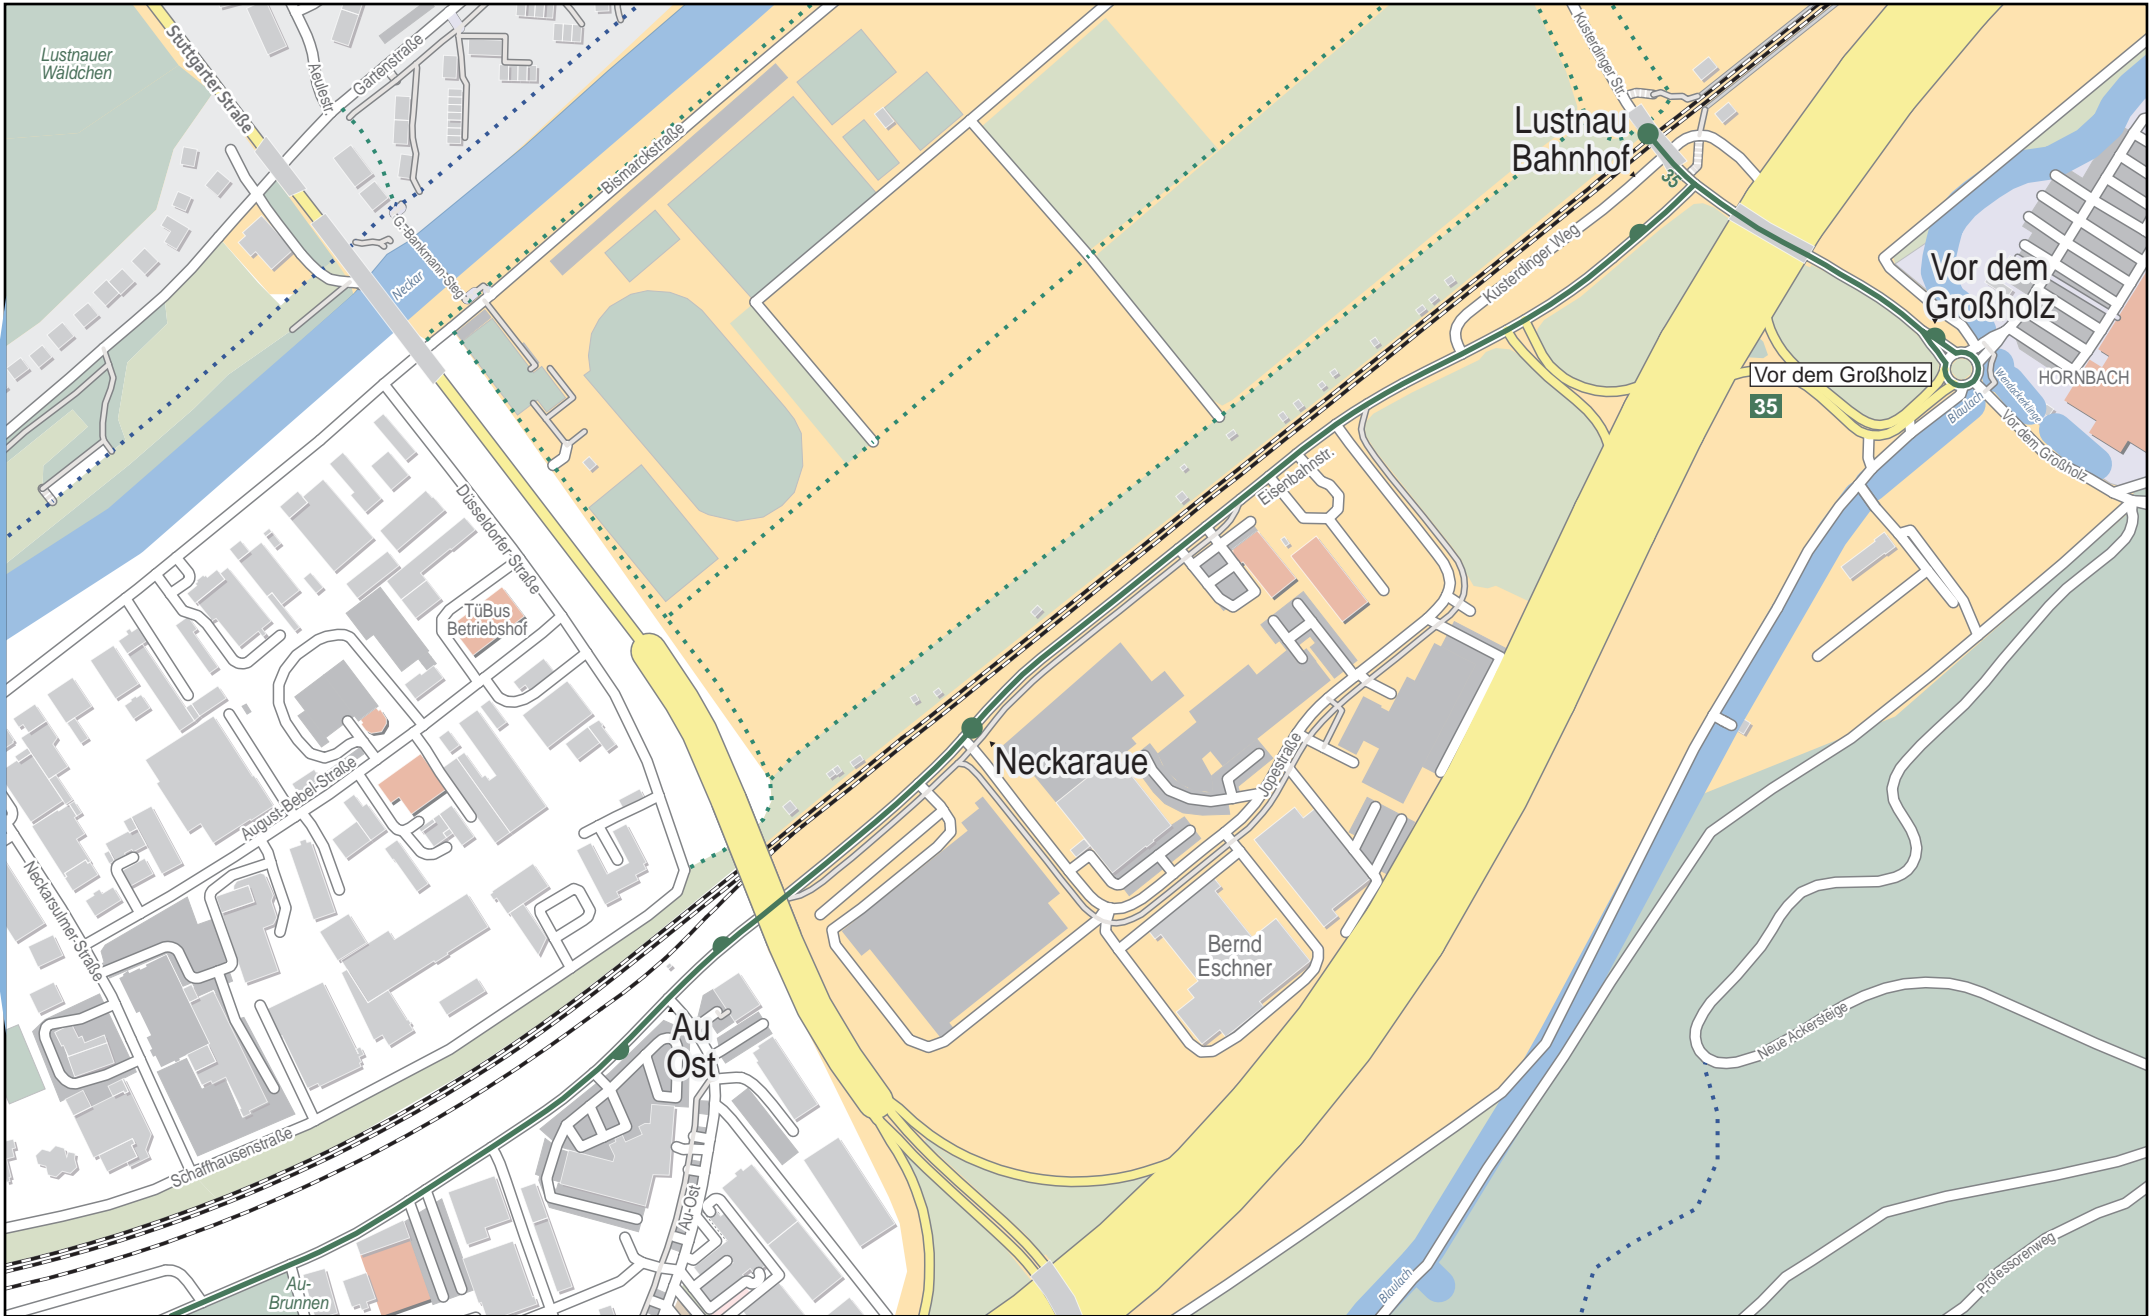 Lustnauer
Wäldchen
Stuttgarter Straße
Aeulestr.
Gartenstraße
Kusterdinger Str.
Bismarckstraße
G.-Bankmann-Steg
Neckar
Lustnau
Bahnhof
35
Kusterdinger Weg
Vor dem
Großholz
Vor dem Großholz
35
HORNBACH
Wendackerklinge
Blaulach
Vor dem Großholz
Eisenbahnstr.
Düsseldorfer-Straße
TüBus
Betriebshof
Neckaraue
Jopestraße
August-Bebel-Straße
Neckarsulmer-Straße
Bernd
Eschner
Au
Ost
Neue Ackersteige
Schaffhausenstraße
Au-Ost
Au-
Brunnen
Blaulach
Professorenweg